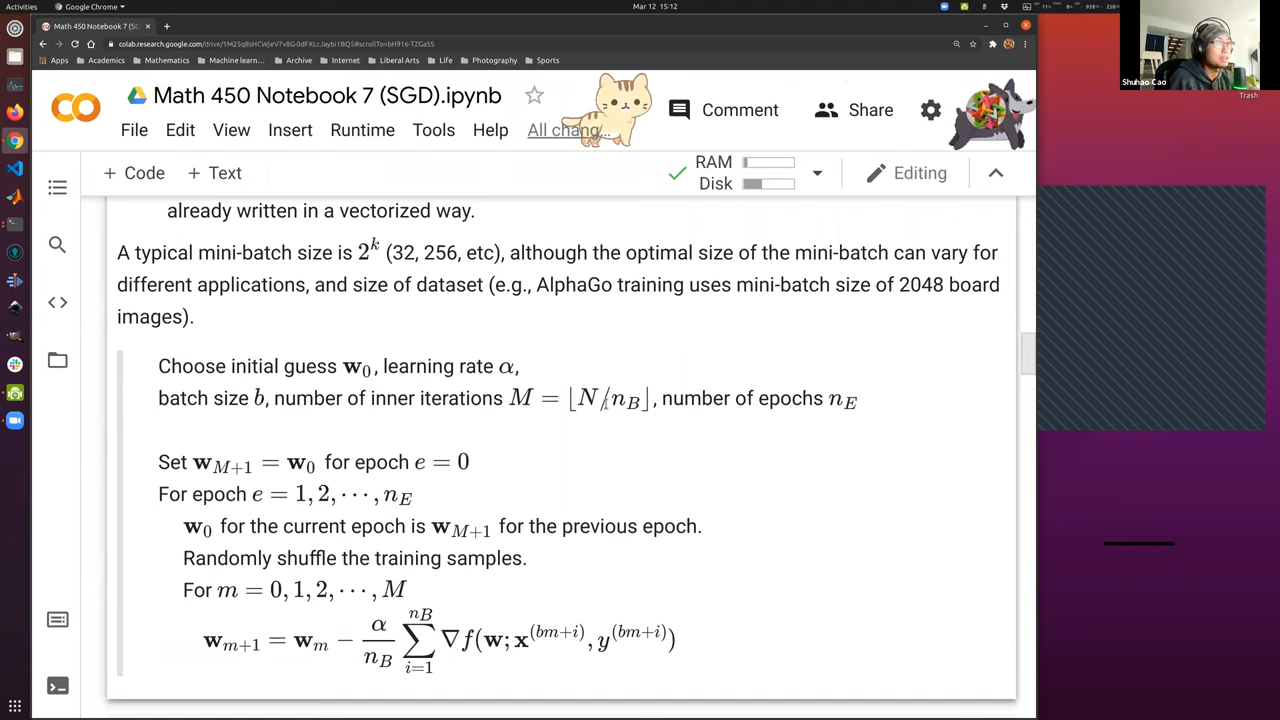 Activities
Google Chrome
Mar 12 15:12
11%
8%
Math 450 Notebook 7 (SGD).ipynb
Apps
Academics
Mathematics
Machine learn...
Archive
Internet
Liberal Arts
Life
Photography
Sports
Shuhao Cao
Trash
Math 450 Notebook 7 (SGD).ipynb
Comment
Share
File Edit View Insert Runtime Tools Help All chang...
+ Code + Text
RAM
Disk
Editing
already written in a vectorized way.
A typical mini-batch size is 2^k (32, 256, etc), although the optimal size of the mini-batch can vary for
different applications, and size of dataset (e.g., AlphaGo training uses mini-batch size of 2048 board
images).
Choose initial guess w_0, learning rate α,
batch size b, number of inner iterations M = ⌊N/n_B⌋, number of epochs n_E
Set w_{M+1} = w_0 for epoch e = 0
For epoch e = 1, 2, ⋯, n_E
w_0 for the current epoch is w_{M+1} for the previous epoch.
Randomly shuffle the training samples.
For m = 0, 1, 2, ⋯, M
w_{m+1} = w_m − α/n_B ∑_{i=1}^{n_B} ∇f(w; x^{(bm+i)}, y^{(bm+i)})